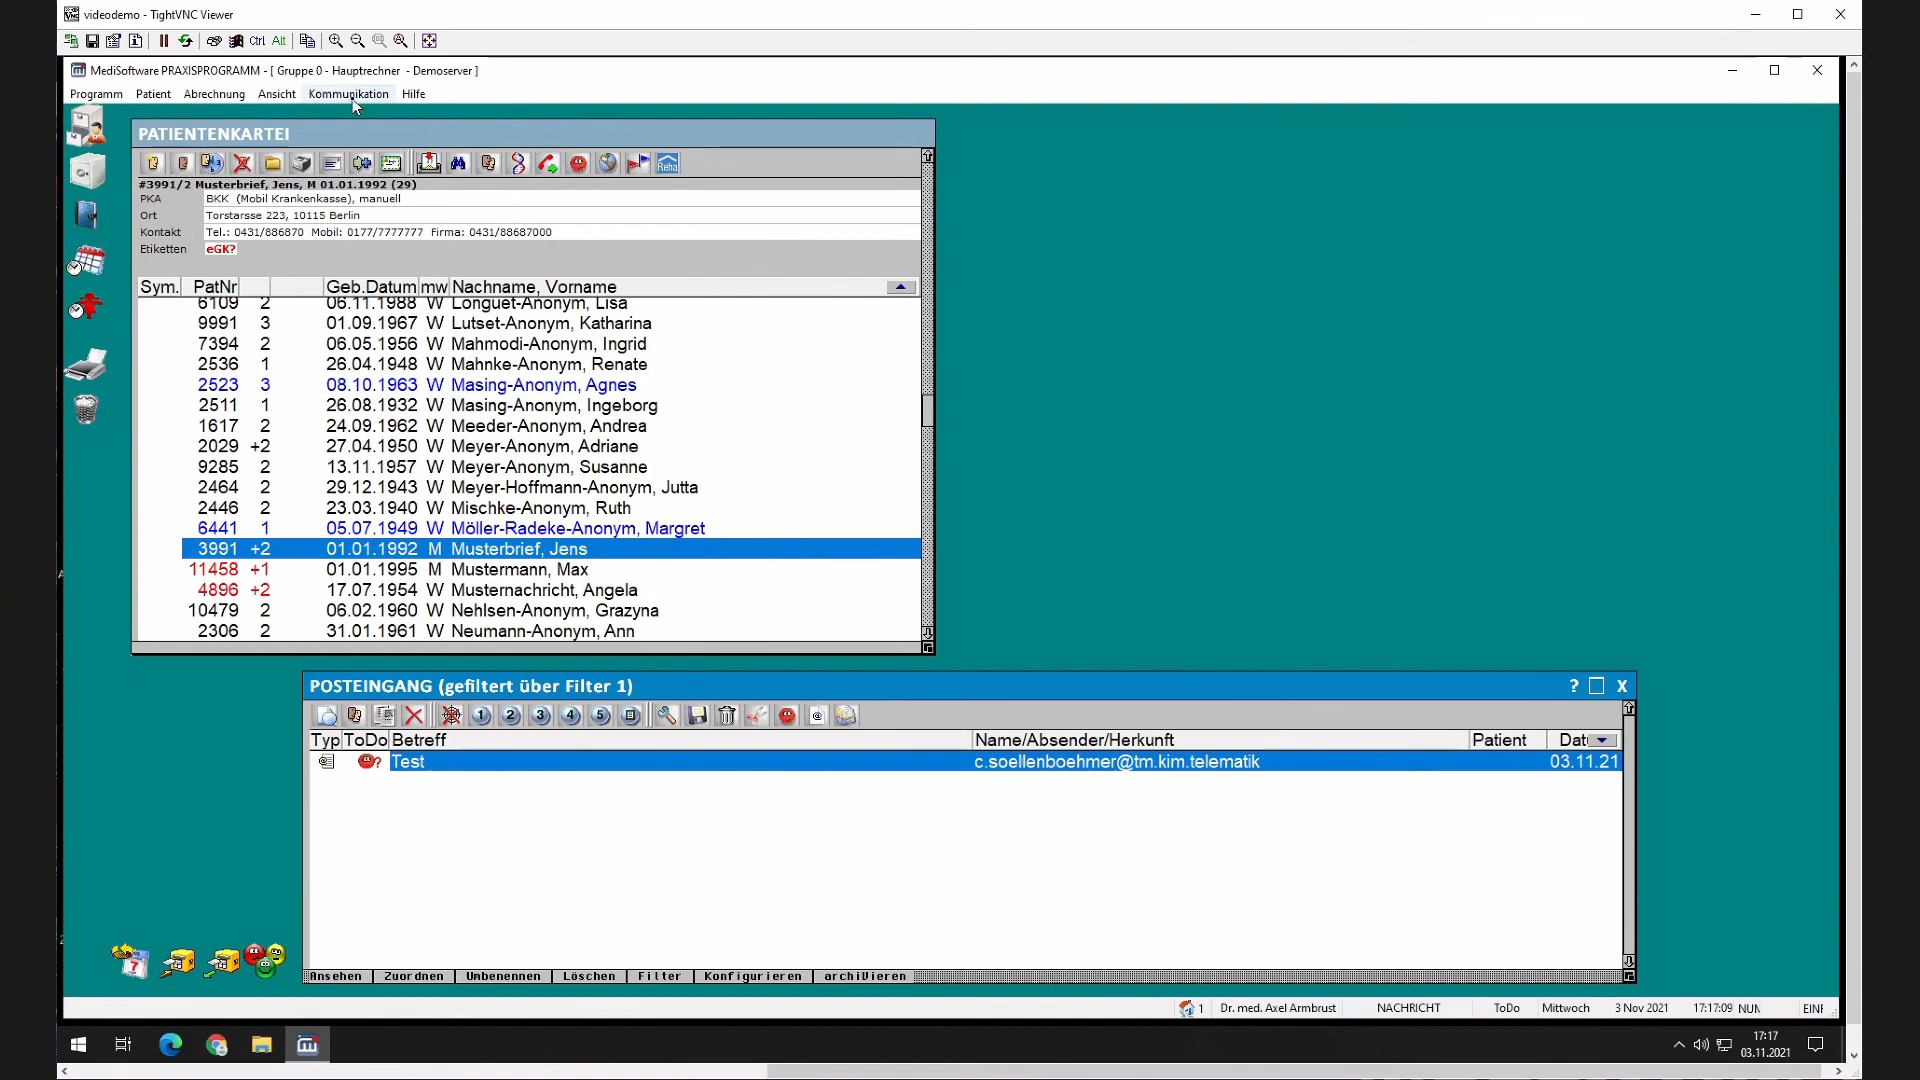 videodemo - TightVNC Viewer
Ctrl Alt
MediSoftware PRAXISPROGRAMM - [ Gruppe 0 - Hauptrechner - Demoserver ]
Programm Patient Abrechnung Ansicht Kommunikation Hilfe
PATIENTENKARTEI
Reha
#3991/2 Musterbrief, Jens, M 01.01.1992 (29)
PKA BKK (Mobil Krankenkasse), manuell
Ort Torstarsse 223, 10115 Berlin
Kontakt Tel.: 0431/886870 Mobil: 0177/7777777 Firma: 0431/88687000
Etiketten eGK?
Sym. PatNr Geb.Datum mw Nachname, Vorname
6109 2 06.11.1988 W Longuet-Anonym, Lisa
9991 3 01.09.1967 W Lutset-Anonym, Katharina
7394 2 06.05.1956 W Mahmodi-Anonym, Ingrid
2536 1 26.04.1948 W Mahnke-Anonym, Renate
2523 3 08.10.1963 W Masing-Anonym, Agnes
2511 1 26.08.1932 W Masing-Anonym, Ingeborg
1617 2 24.09.1962 W Meeder-Anonym, Andrea
2029 +2 27.04.1950 W Meyer-Anonym, Adriane
9285 2 13.11.1957 W Meyer-Anonym, Susanne
2464 2 29.12.1943 W Meyer-Hoffmann-Anonym, Jutta
2446 2 23.03.1940 W Mischke-Anonym, Ruth
6441 1 05.07.1949 W Möller-Radeke-Anonym, Margret
3991 +2 01.01.1992 M Musterbrief, Jens
11458 +1 01.01.1995 M Mustermann, Max
4896 +2 17.07.1954 W Musternachricht, Angela
10479 2 06.02.1960 W Nehlsen-Anonym, Grazyna
2306 2 31.01.1961 W Neumann-Anonym, Ann
POSTEINGANG (gefiltert über Filter 1)
? X
1 2 3 4 5
Typ ToDo Betreff Name/Absender/Herkunft Patient Dat
Test c.soellenboehmer@tm.kim.telematik 03.11.21
7
Ansehen Zuordnen Umbenennen Löschen Filter Konfigurieren archiVieren
1 Dr. med. Axel Armbrust NACHRICHT ToDo Mittwoch 3 Nov 2021 17:17:09 NUM EINF
17:17
03.11.2021